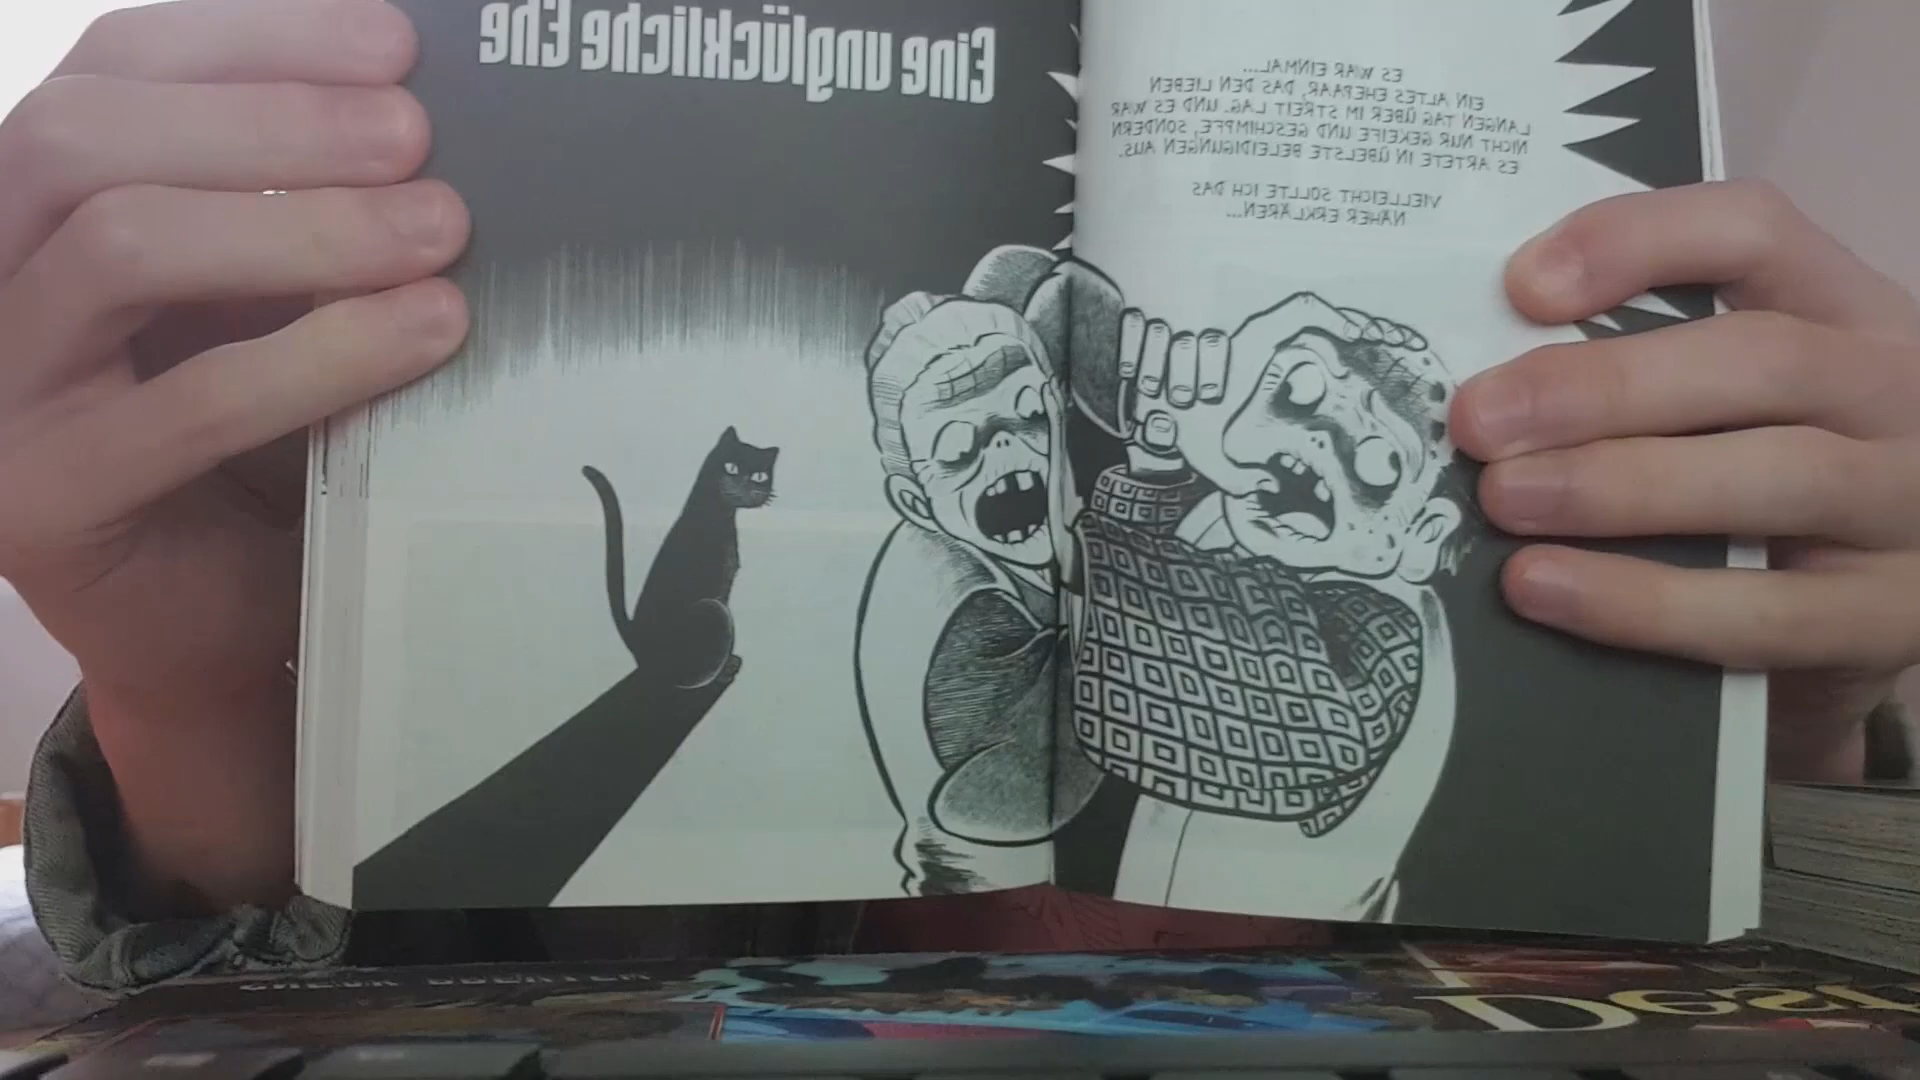 Eine unglückliche Ehe
ES WAR EINMAL...
EIN ALTES EHEPAAR, DAS DEN LIEBEN
LANGEN TAG ÜBER IM STREIT LAG. UND ES WAR
NICHT NUR GEKEIFE UND GESCHIMPFE, SONDERN
ES ARTETE IN ÜBELSTE BELEIDIGUNGEN AUS.
VIELLEICHT SOLLTE ICH DAS
NÄHER ERKLÄREN...